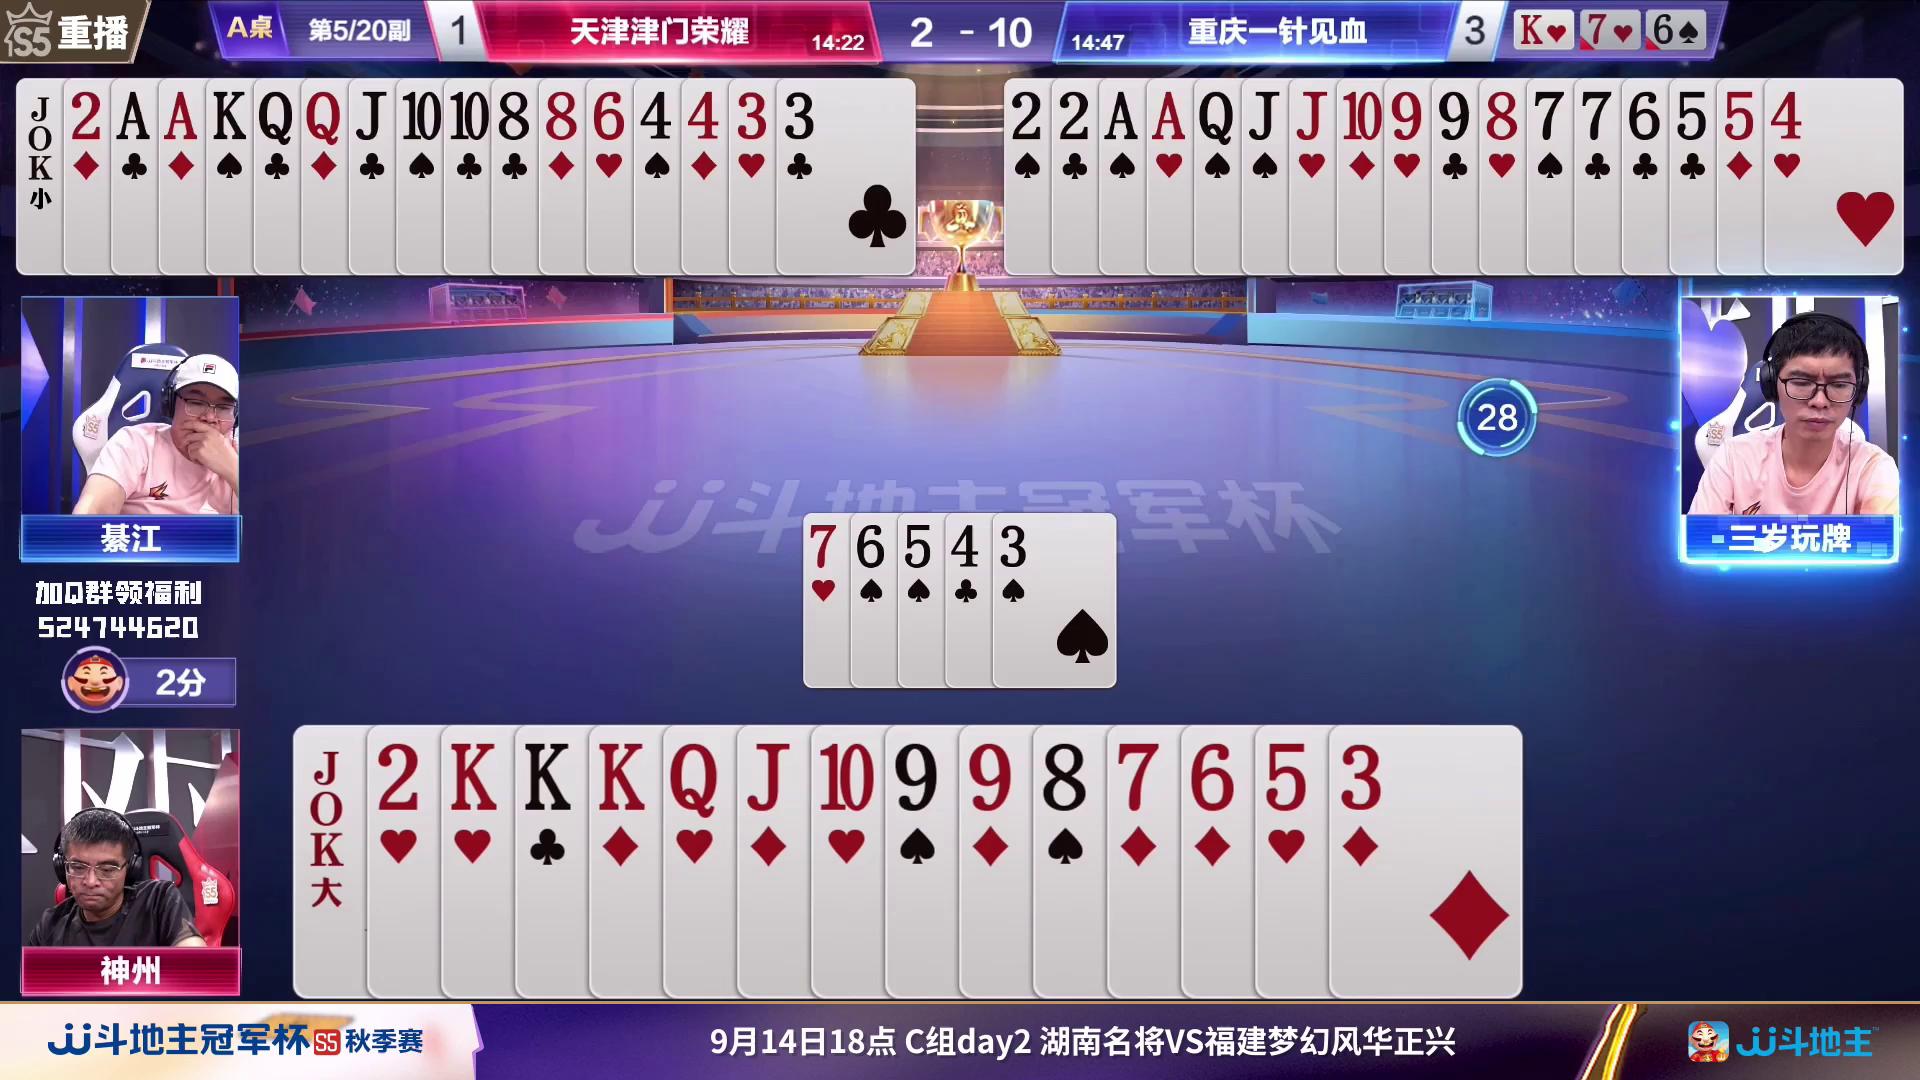 S5 重播
A桌
第5/20副
1
天津津门荣耀
14:22
2 - 10
14:47
重庆一针见血
3
K 7 6
JOK小 2 A A K Q Q J 10 10 8 8 6 4 4 3 3
2 2 A A Q J J 10 9 9 8 7 7 6 5 5 4
28
JJ斗地主冠军杯
綦江
三岁玩牌
加Q群领福利
524744620
7 6 5 4 3
2分
JOK大 2 K K K Q J 10 9 9 8 7 6 5 3
神州
JJ斗地主冠军杯 S5 秋季赛
9月14日18点 C组day2 湖南名将VS福建梦幻风华正兴
JJ斗地主